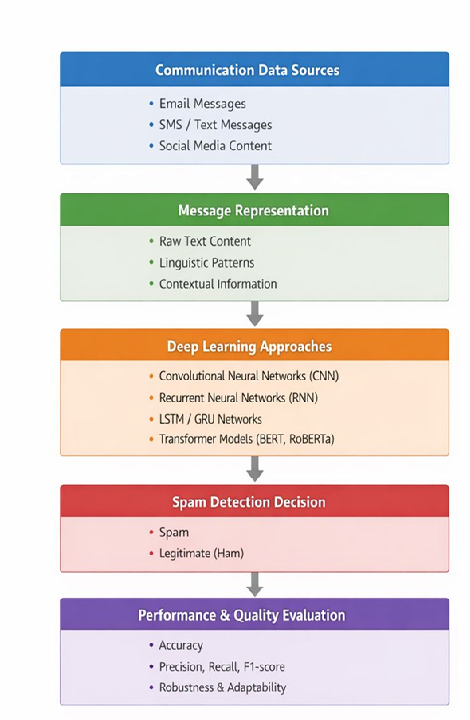 Communication Data Sources
• Email Messages
• SMS / Text Messages
• Social Media Content
Message Representation
• Raw Text Content
• Linguistic Patterns
• Contextual Information
Deep Learning Approaches
• Convolutional Neural Networks (CNN)
• Recurrent Neural Networks (RNN)
• LSTM / GRU Networks
• Transformer Models (BERT, RoBERTa)
Spam Detection Decision
• Spam
• Legitimate (Ham)
Performance & Quality Evaluation
• Accuracy
• Precision, Recall, F1-score
• Robustness & Adaptability